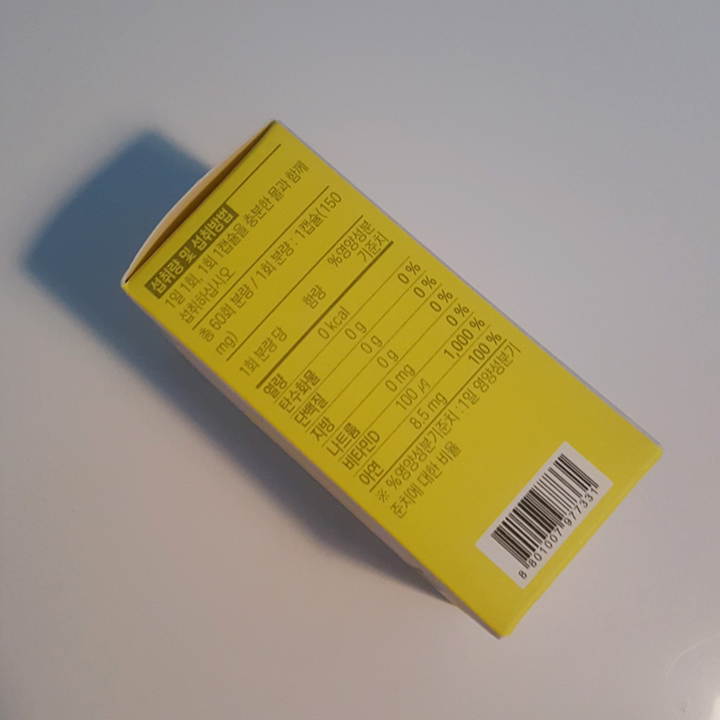 섭취량 및 섭취방법
1일 1회, 1회 1캡슐을 충분한 물과 함께
섭취하십시오
총 60회 분량 / 1회 분량 : 1캡슐(150
mg)
1회 분량 당 함량 %영양성분
기준치
열량 0 kcal
탄수화물 0 g 0 %
단백질 0 g 0 %
지방 0 g 0 %
나트륨 0 mg 0 %
비타민D 100 ㎍ 1,000 %
아연 8.5 mg 100 %
※ %영양성분기준치 : 1일 영양성분기
준치에 대한 비율
8 801007 977331